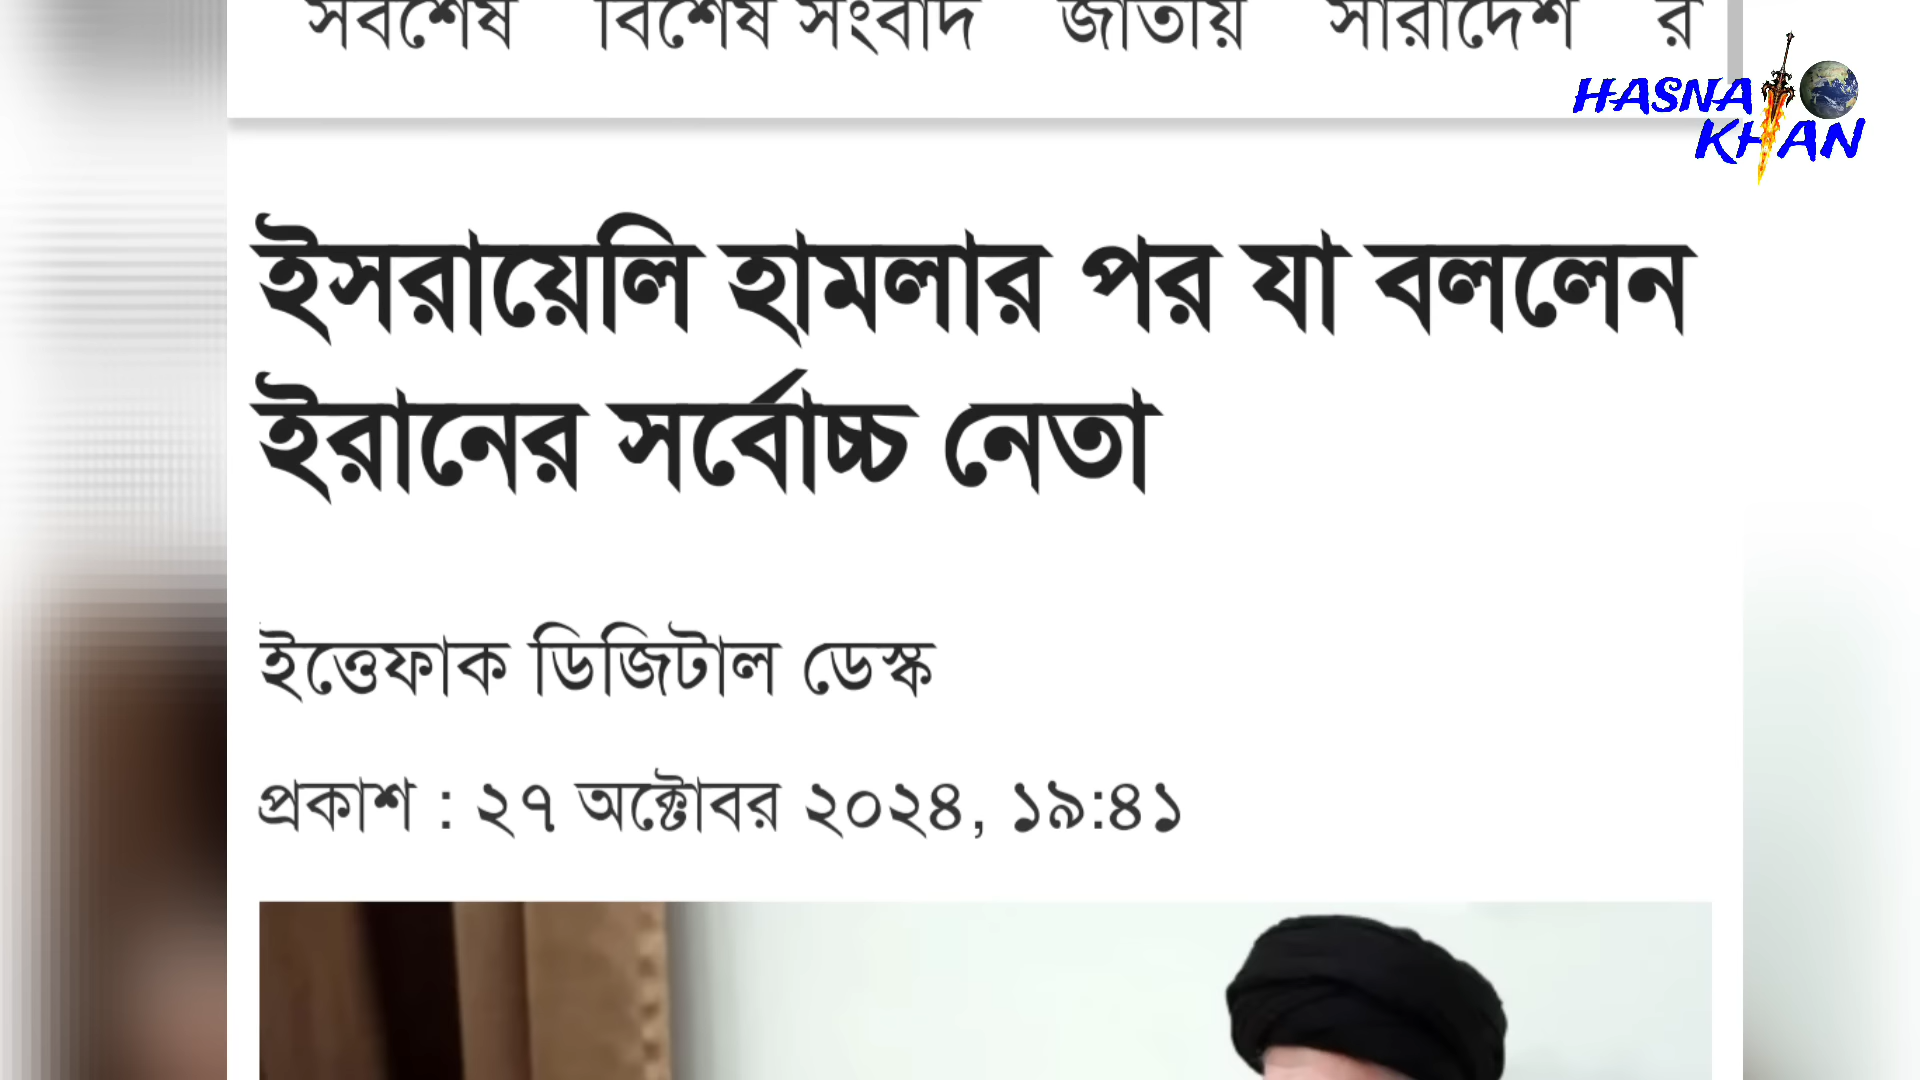 সর্বশেষ বিশেষ সংবাদ জাতীয় সারাদেশ র
HASNA
KHAN
ইসরায়েলি হামলার পর যা বললেন
ইরানের সর্বোচ্চ নেতা
ইত্তেফাক ডিজিটাল ডেস্ক
প্রকাশ : ২৭ অক্টোবর ২০২৪, ১৯:৪১